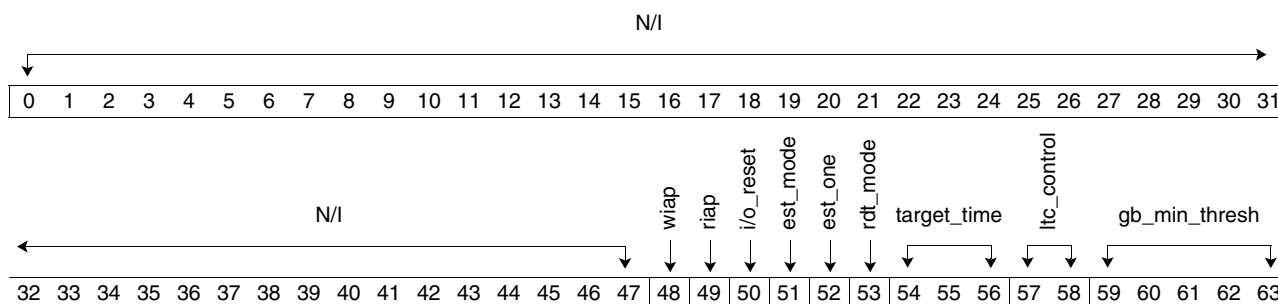 N/I
0 1 2 3 4 5 6 7 8 9 10 11 12 13 14 15 16 17 18 19 20 21 22 23 24 25 26 27 28 29 30 31
N/I
wiap
riap
i/o_reset
est_mode
est_one
rdt_mode
target_time
ltc_control
gb_min_thresh
32 33 34 35 36 37 38 39 40 41 42 43 44 45 46 47 48 49 50 51 52 53 54 55 56 57 58 59 60 61 62 63